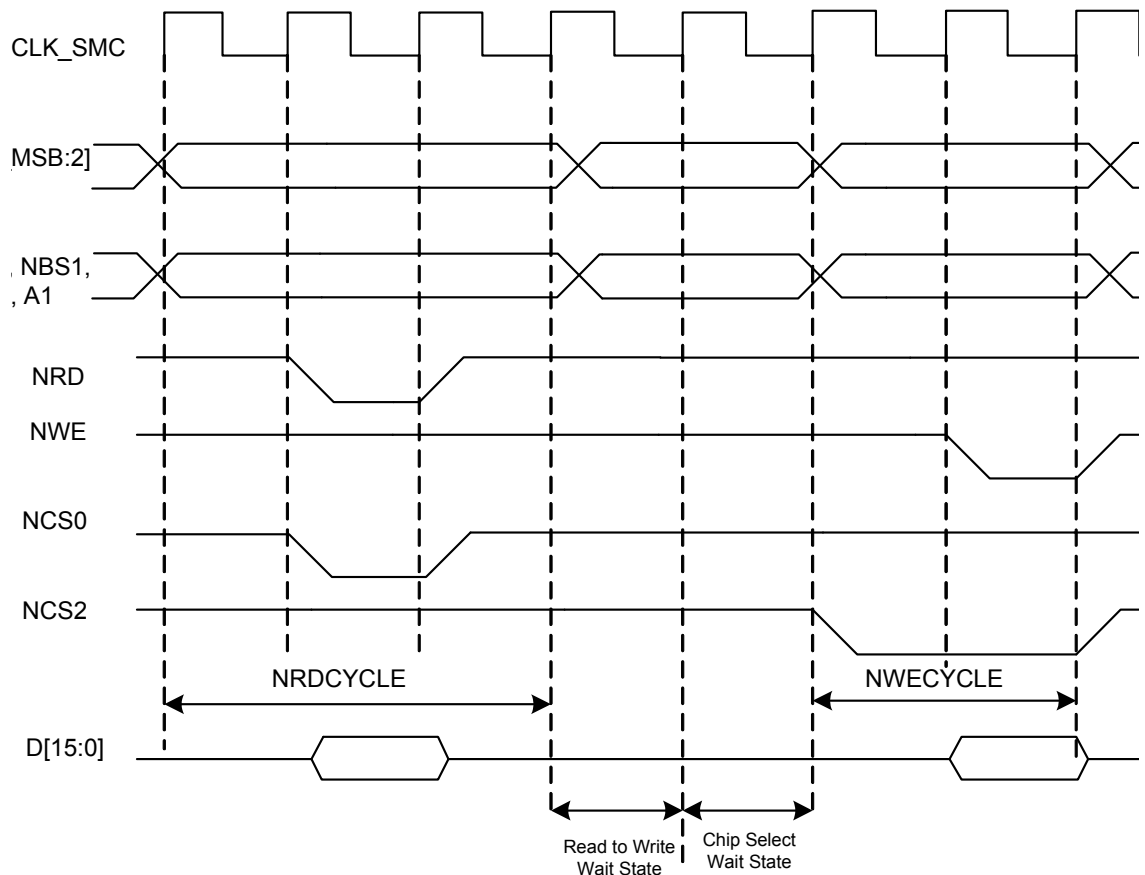 CLK_SMC
MSB:2]
, NBS1,
, A1
NRD
NWE
NCS0
NCS2
NRDCYCLE
NWECYCLE
D[15:0]
Read to Write
Wait State
Chip Select
Wait State